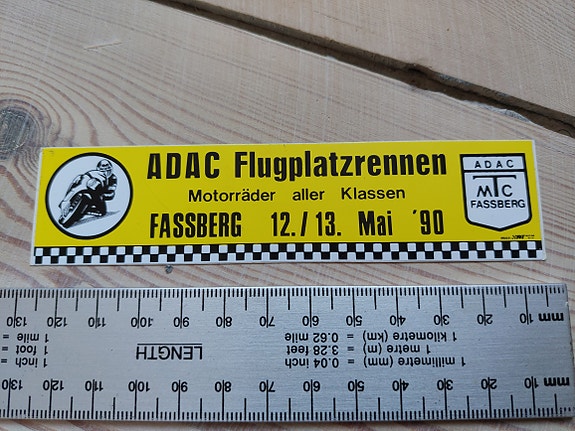 ADAC Flugplatzrennen
Motorräder aller Klassen
FASSBERG 12./13. Mai ´90
ADAC
MTC
FASSBERG
130 120 110 100 90 80 70 60 50 40 30 20 10 mm
1 inch =
1 foot =
1 mile =
LENGTH
1 millimetre (mm) = 0.04 inch
1 metre (m) = 3.28 feet
1 kilometre (km) = 0.62 mile
130 120 110 100 90 80 70 60 50 40 30 20 10 mm